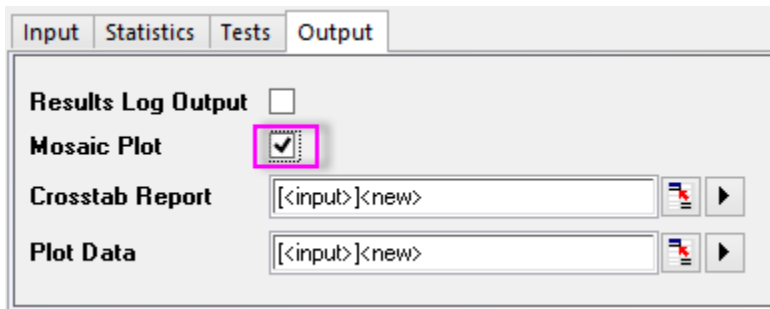 Input Statistics Tests Output
Results Log Output
Mosaic Plot
Crosstab Report [<input>]<new>
Plot Data [<input>]<new>